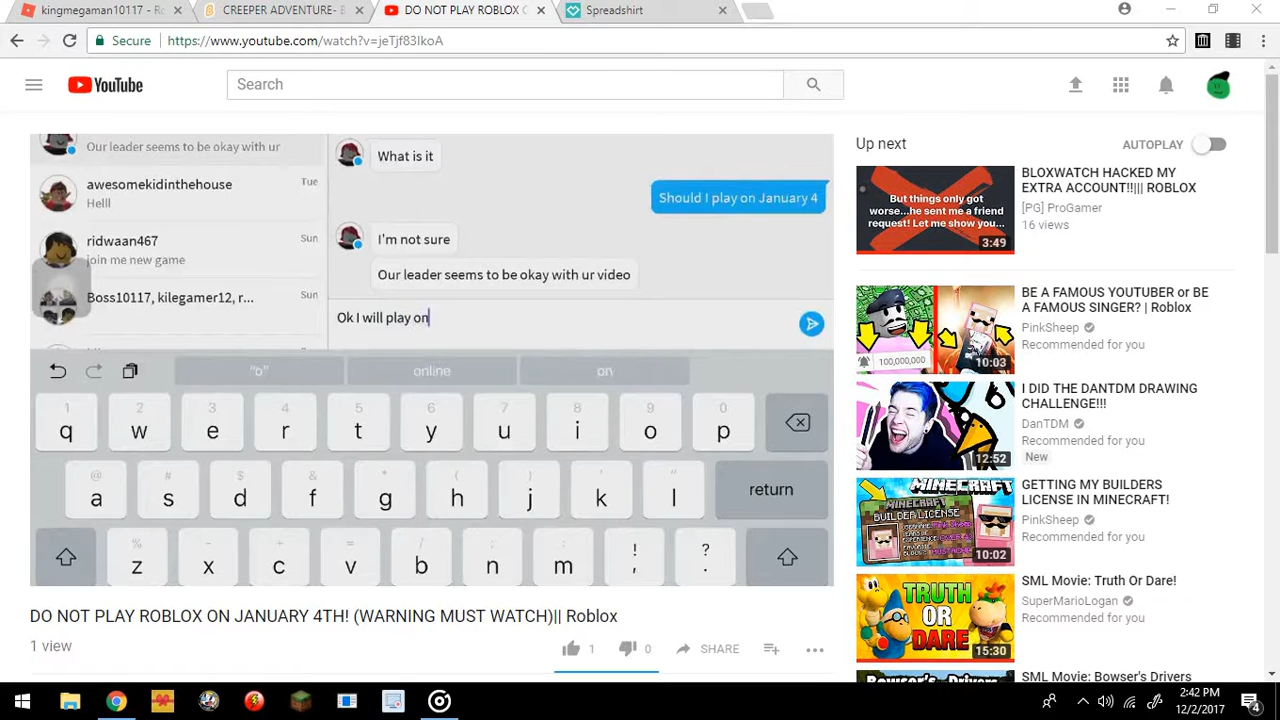 kingmegaman10117 - R
CREEPER ADVENTURE- B
DO NOT PLAY ROBLOX O
Spreadshirt
Secure
https://www.youtube.com/watch?v=jeTjf83lkoA
YouTube
Search
Our leader seems to be okay with ur
awesomekidinthehouse
Tue
Helll
ridwaan467
Sun
join me new game
Boss10117, kilegamer12, r...
Sun
What is it
Should I play on January 4
I'm not sure
Our leader seems to be okay with ur video
Ok I will play on
"o"
online
on
1 2 3 4 5 6 7 8 9 0
q w e r t y u i o p
@ # $ & * ( ) ' "
a s d f g h j k l return
% - + = / ; : ! ?
z x c v b n m , .
DO NOT PLAY ROBLOX ON JANUARY 4TH! (WARNING MUST WATCH)|| Roblox
1 view
1
0
SHARE
Up next
AUTOPLAY
But things only got
worse...he sent me a friend
request! Let me show you...
3:49
BLOXWATCH HACKED MY
EXTRA ACCOUNT!!||| ROBLOX
[PG] ProGamer
16 views
100,000,000
10:03
BE A FAMOUS YOUTUBER or BE
A FAMOUS SINGER? | Roblox
PinkSheep
Recommended for you
12:52
I DID THE DANTDM DRAWING
CHALLENGE!!!
DanTDM
Recommended for you
New
MINECRAFT
MINECRAFT
BUILDER LICENSE
10:02
GETTING MY BUILDERS
LICENSE IN MINECRAFT!
PinkSheep
Recommended for you
TRUTH
OR
DARE
15:30
SML Movie: Truth Or Dare!
SuperMarioLogan
Recommended for you
SML Movie: Bowser's Drivers
2:42 PM
12/2/2017
4